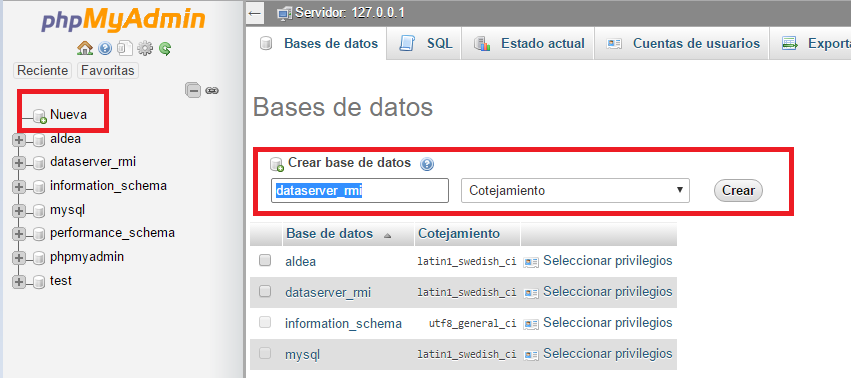 phpMyAdmin
Reciente Favoritas
Nueva
aldea
dataserver_rmi
information_schema
mysql
performance_schema
phpmyadmin
test
Servidor: 127.0.0.1
Bases de datos SQL Estado actual Cuentas de usuarios Exporta
Bases de datos
Crear base de datos
dataserver_rmi Cotejamiento Crear
Base de datos Cotejamiento
aldea latin1_swedish_ci Seleccionar privilegios
dataserver_rmi latin1_swedish_ci Seleccionar privilegios
information_schema utf8_general_ci Seleccionar privilegios
mysql latin1_swedish_ci Seleccionar privilegios